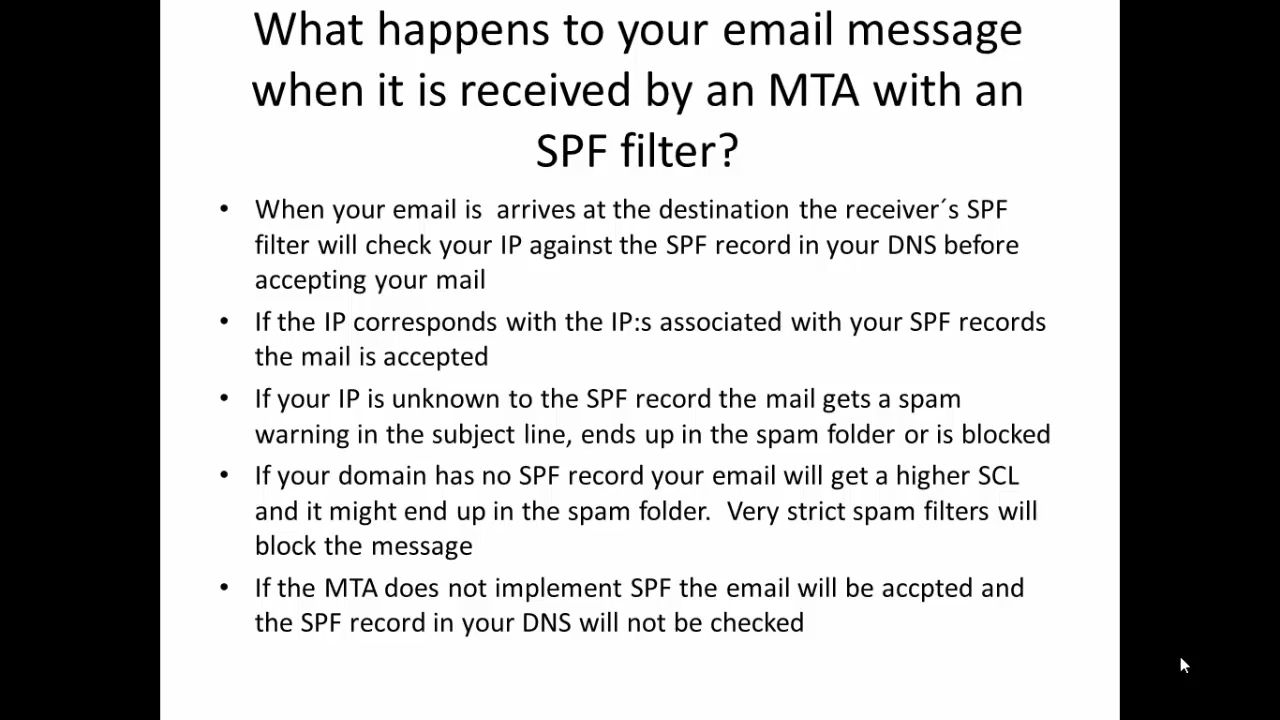 What happens to your email message
when it is received by an MTA with an
SPF filter?
• When your email is  arrives at the destination the receiver´s SPF
filter will check your IP against the SPF record in your DNS before
accepting your mail
• If the IP corresponds with the IP:s associated with your SPF records
the mail is accepted
• If your IP is unknown to the SPF record the mail gets a spam
warning in the subject line, ends up in the spam folder or is blocked
• If your domain has no SPF record your email will get a higher SCL
and it might end up in the spam folder.  Very strict spam filters will
block the message
• If the MTA does not implement SPF the email will be accpted and
the SPF record in your DNS will not be checked